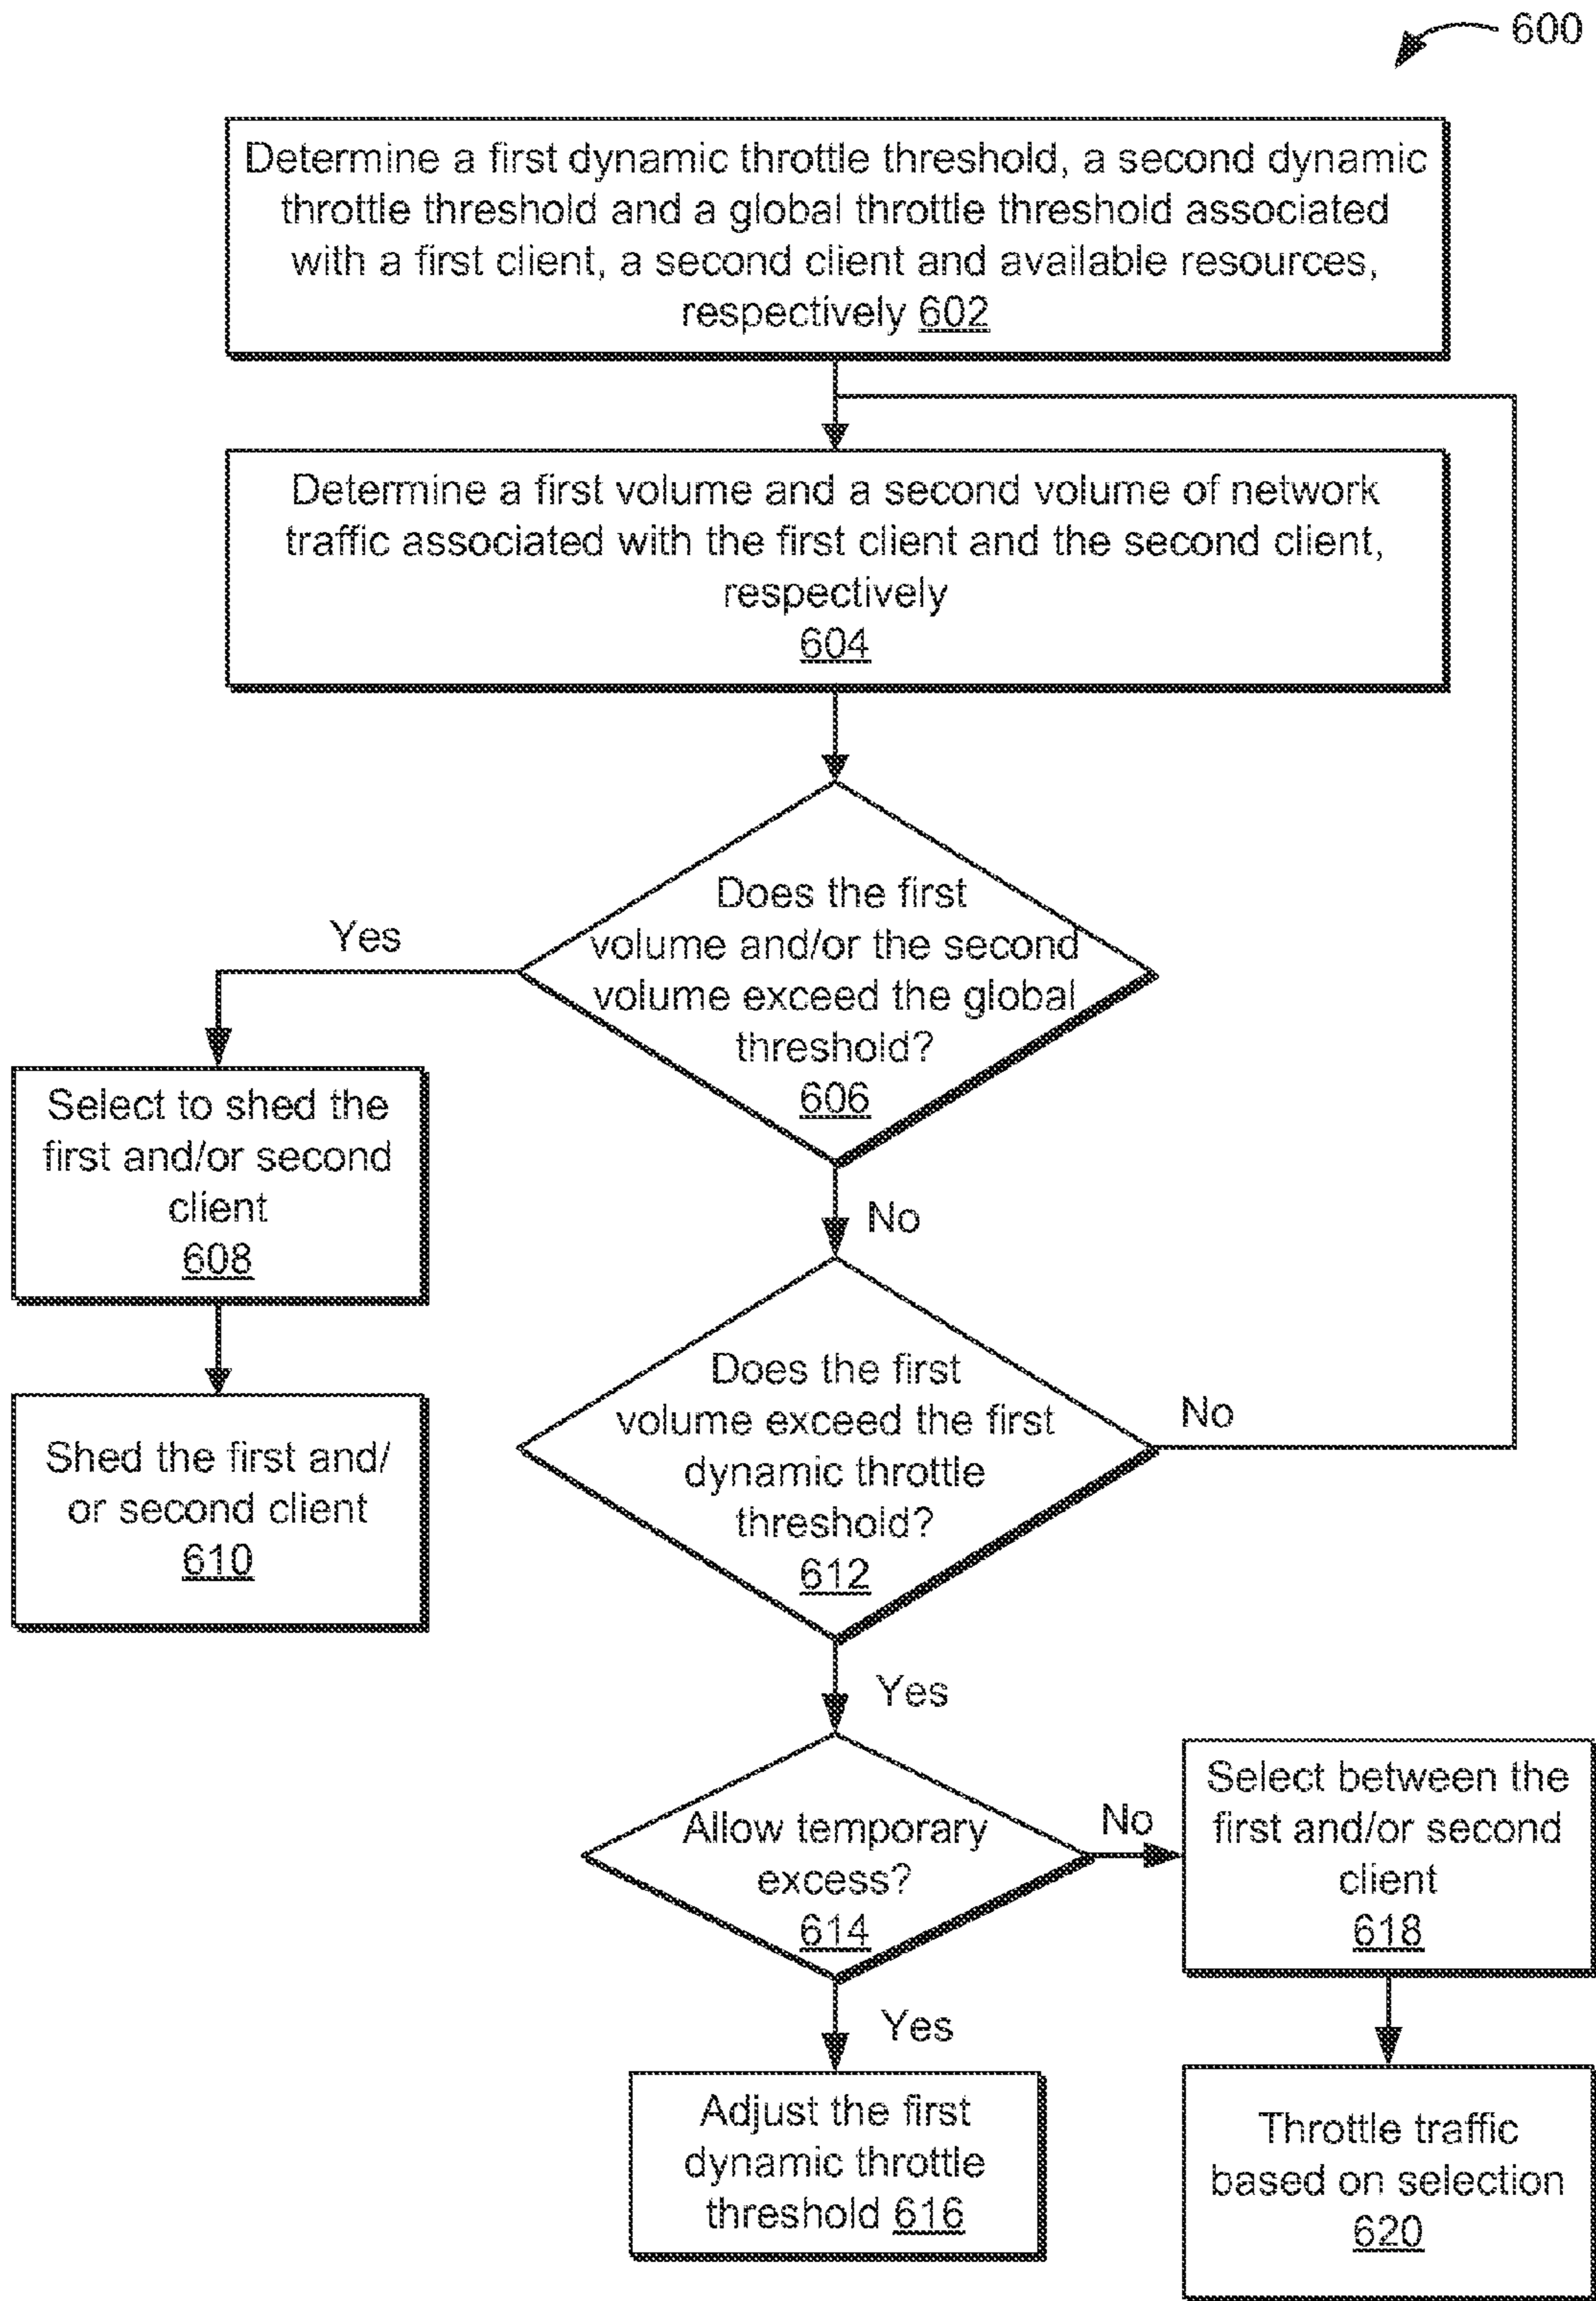 600
Determine a first dynamic throttle threshold, a second dynamic
throttle threshold and a global throttle threshold associated
with a first client, a second client and available resources,
respectively 602
Determine a first volume and a second volume of network
traffic associated with the first client and the second client,
respectively
604
Does the first
volume and/or the second
volume exceed the global
threshold?
606
Yes
Select to shed the
first and/or second
client
608
Shed the first and/
or second client
610
No
Does the first
volume exceed the first
dynamic throttle
threshold?
612
No
Yes
Allow temporary
excess?
614
No
Select between the
first and/or second
client
618
Yes
Adjust the first
dynamic throttle
threshold 616
Throttle traffic
based on selection
620